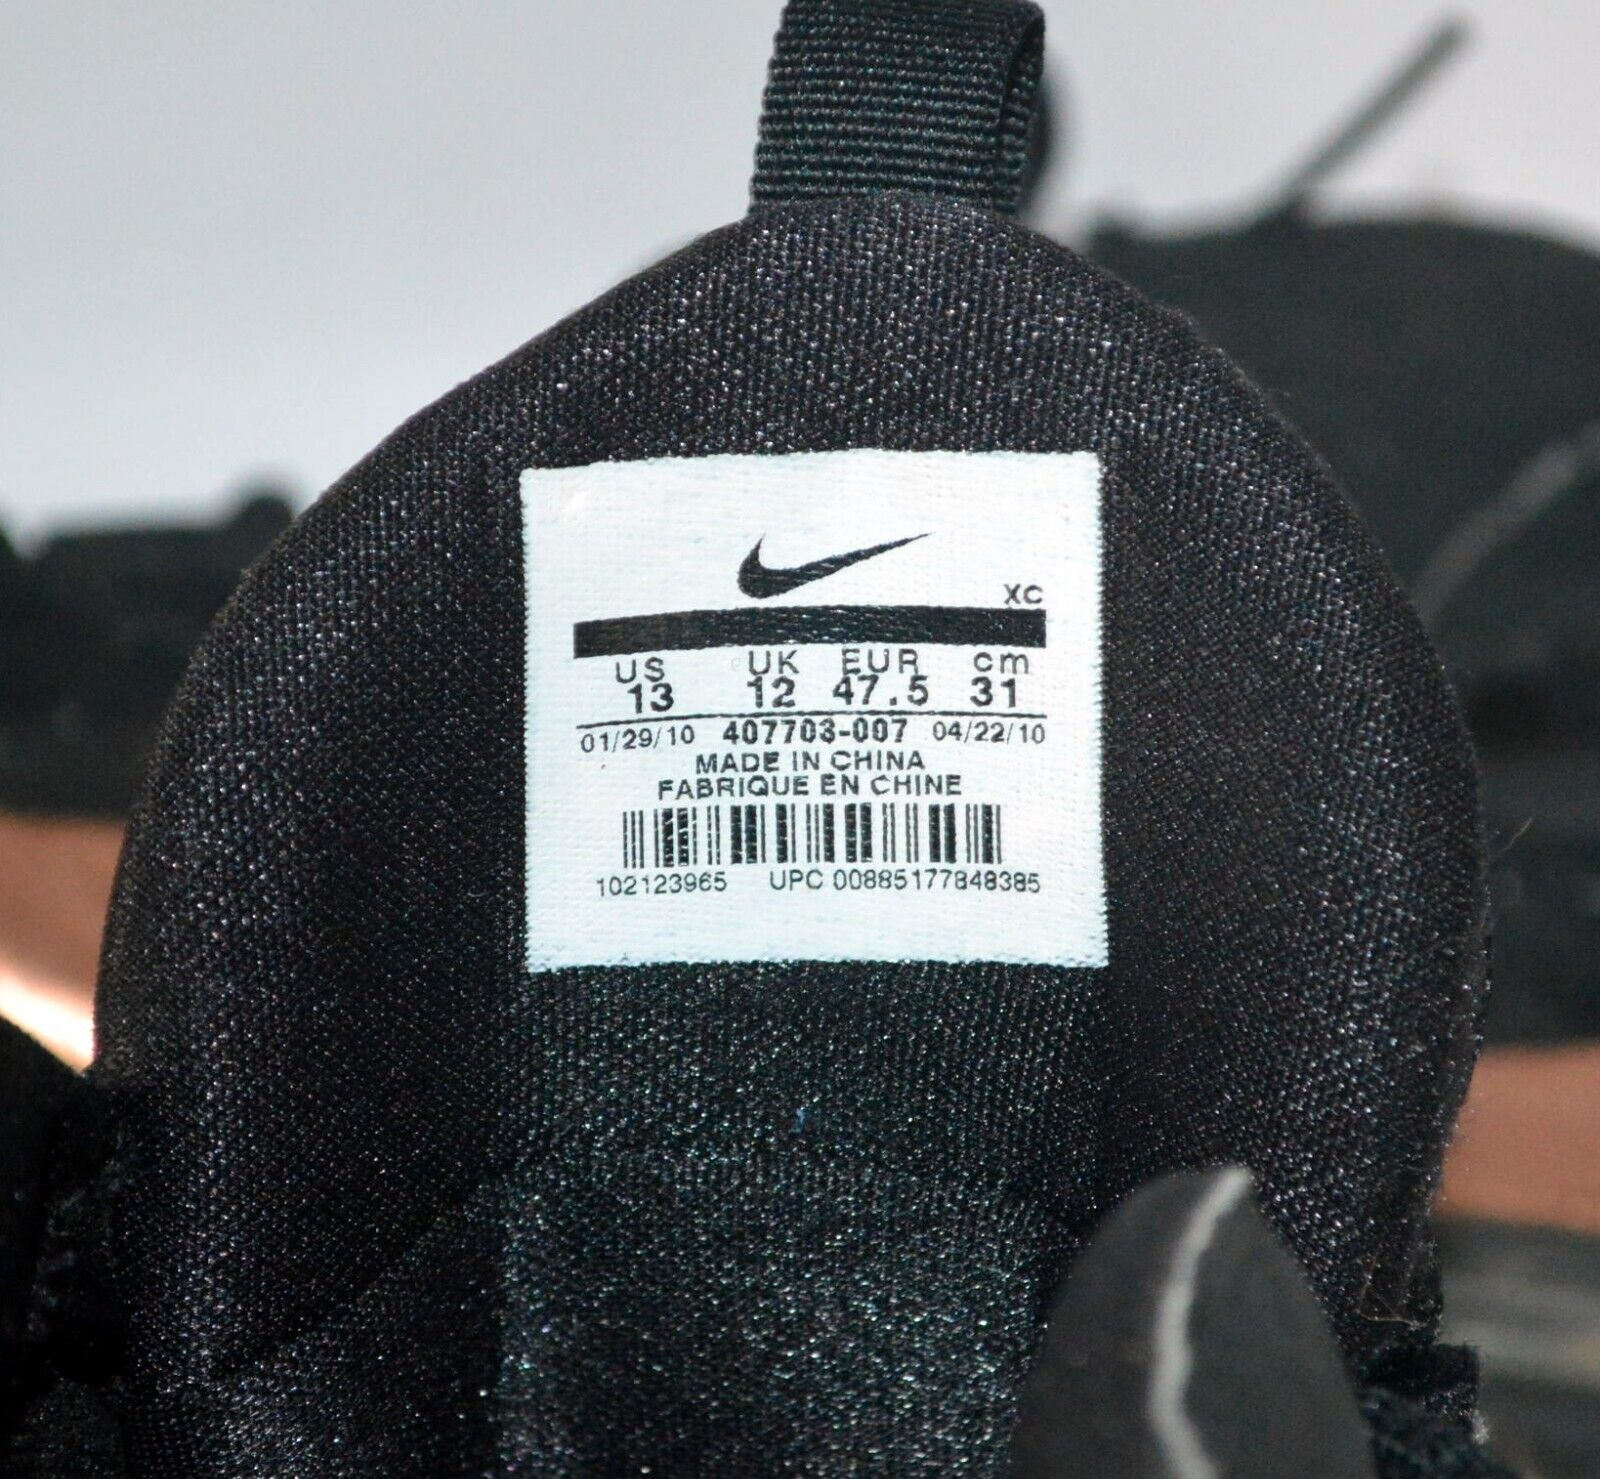 XC
US UK EUR cm
13 12 47.5 31
01/29/10 407703-007 04/22/10
MADE IN CHINA
FABRIQUE EN CHINE
102123965 UPC 00885177848385